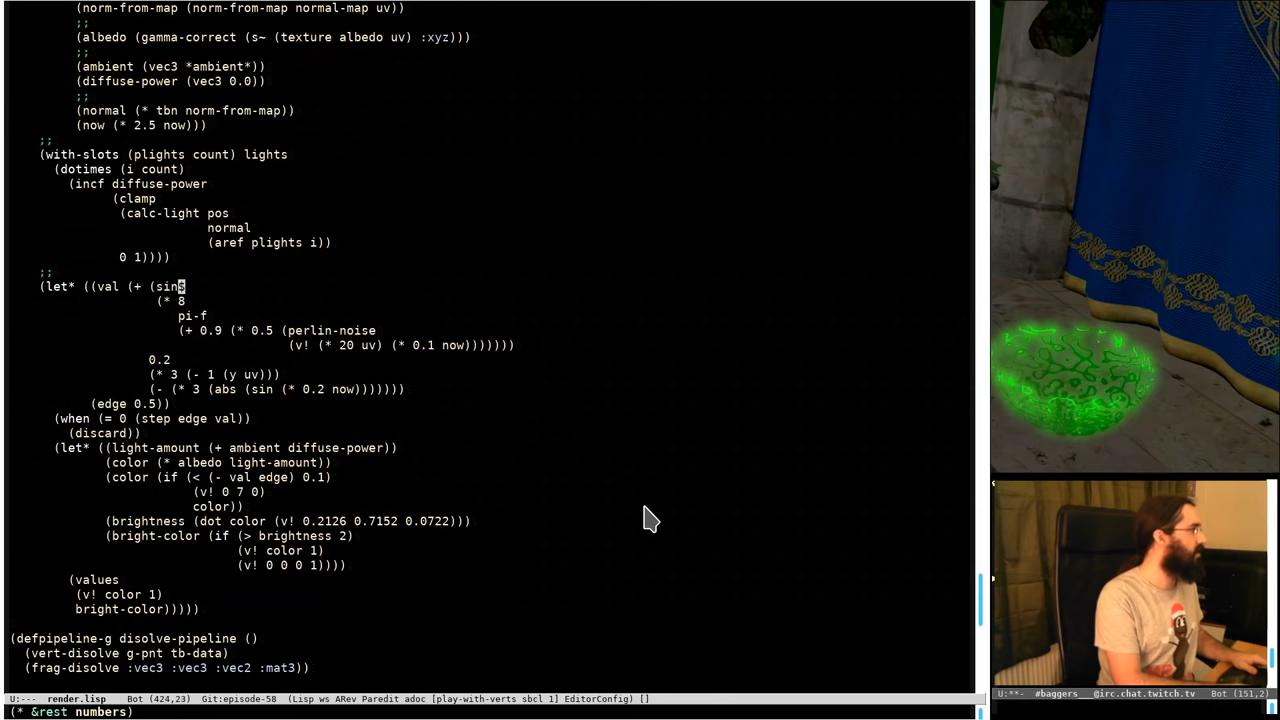 (norm-from-map (norm-from-map normal-map uv))
;;
(albedo (gamma-correct (s~ (texture albedo uv) :xyz)))
;;
(ambient (vec3 *ambient*))
(diffuse-power (vec3 0.0))
;;
(normal (* tbn norm-from-map))
(now (* 2.5 now)))
;;
(with-slots (plights count) lights
(dotimes (i count)
(incf diffuse-power
(clamp
(calc-light pos
normal
(aref plights i))
0 1))))
;;
(let* ((val (+ (sin$
(* 8
pi-f
(+ 0.9 (* 0.5 (perlin-noise
(v! (* 20 uv) (* 0.1 now)))))))
0.2
(* 3 (- 1 (y uv)))
(- (* 3 (abs (sin (* 0.2 now)))))))
(edge 0.5))
(when (= 0 (step edge val))
(discard))
(let* ((light-amount (+ ambient diffuse-power))
(color (* albedo light-amount))
(color (if (< (- val edge) 0.1)
(v! 0 7 0)
color))
(brightness (dot color (v! 0.2126 0.7152 0.0722)))
(bright-color (if (> brightness 2)
(v! color 1)
(v! 0 0 0 1))))
(values
(v! color 1)
bright-color)))))
(defpipeline-g disolve-pipeline ()
(vert-disolve g-pnt tb-data)
(frag-disolve :vec3 :vec3 :vec2 :mat3))
U:--- render.lisp Bot (424,23) Git:episode-58 (Lisp ws ARev Paredit adoc [play-with-verts sbcl 1] EditorConfig) []
(* &rest numbers)
U:**- #baggers___@irc.chat.twitch.tv Bot (151,2)